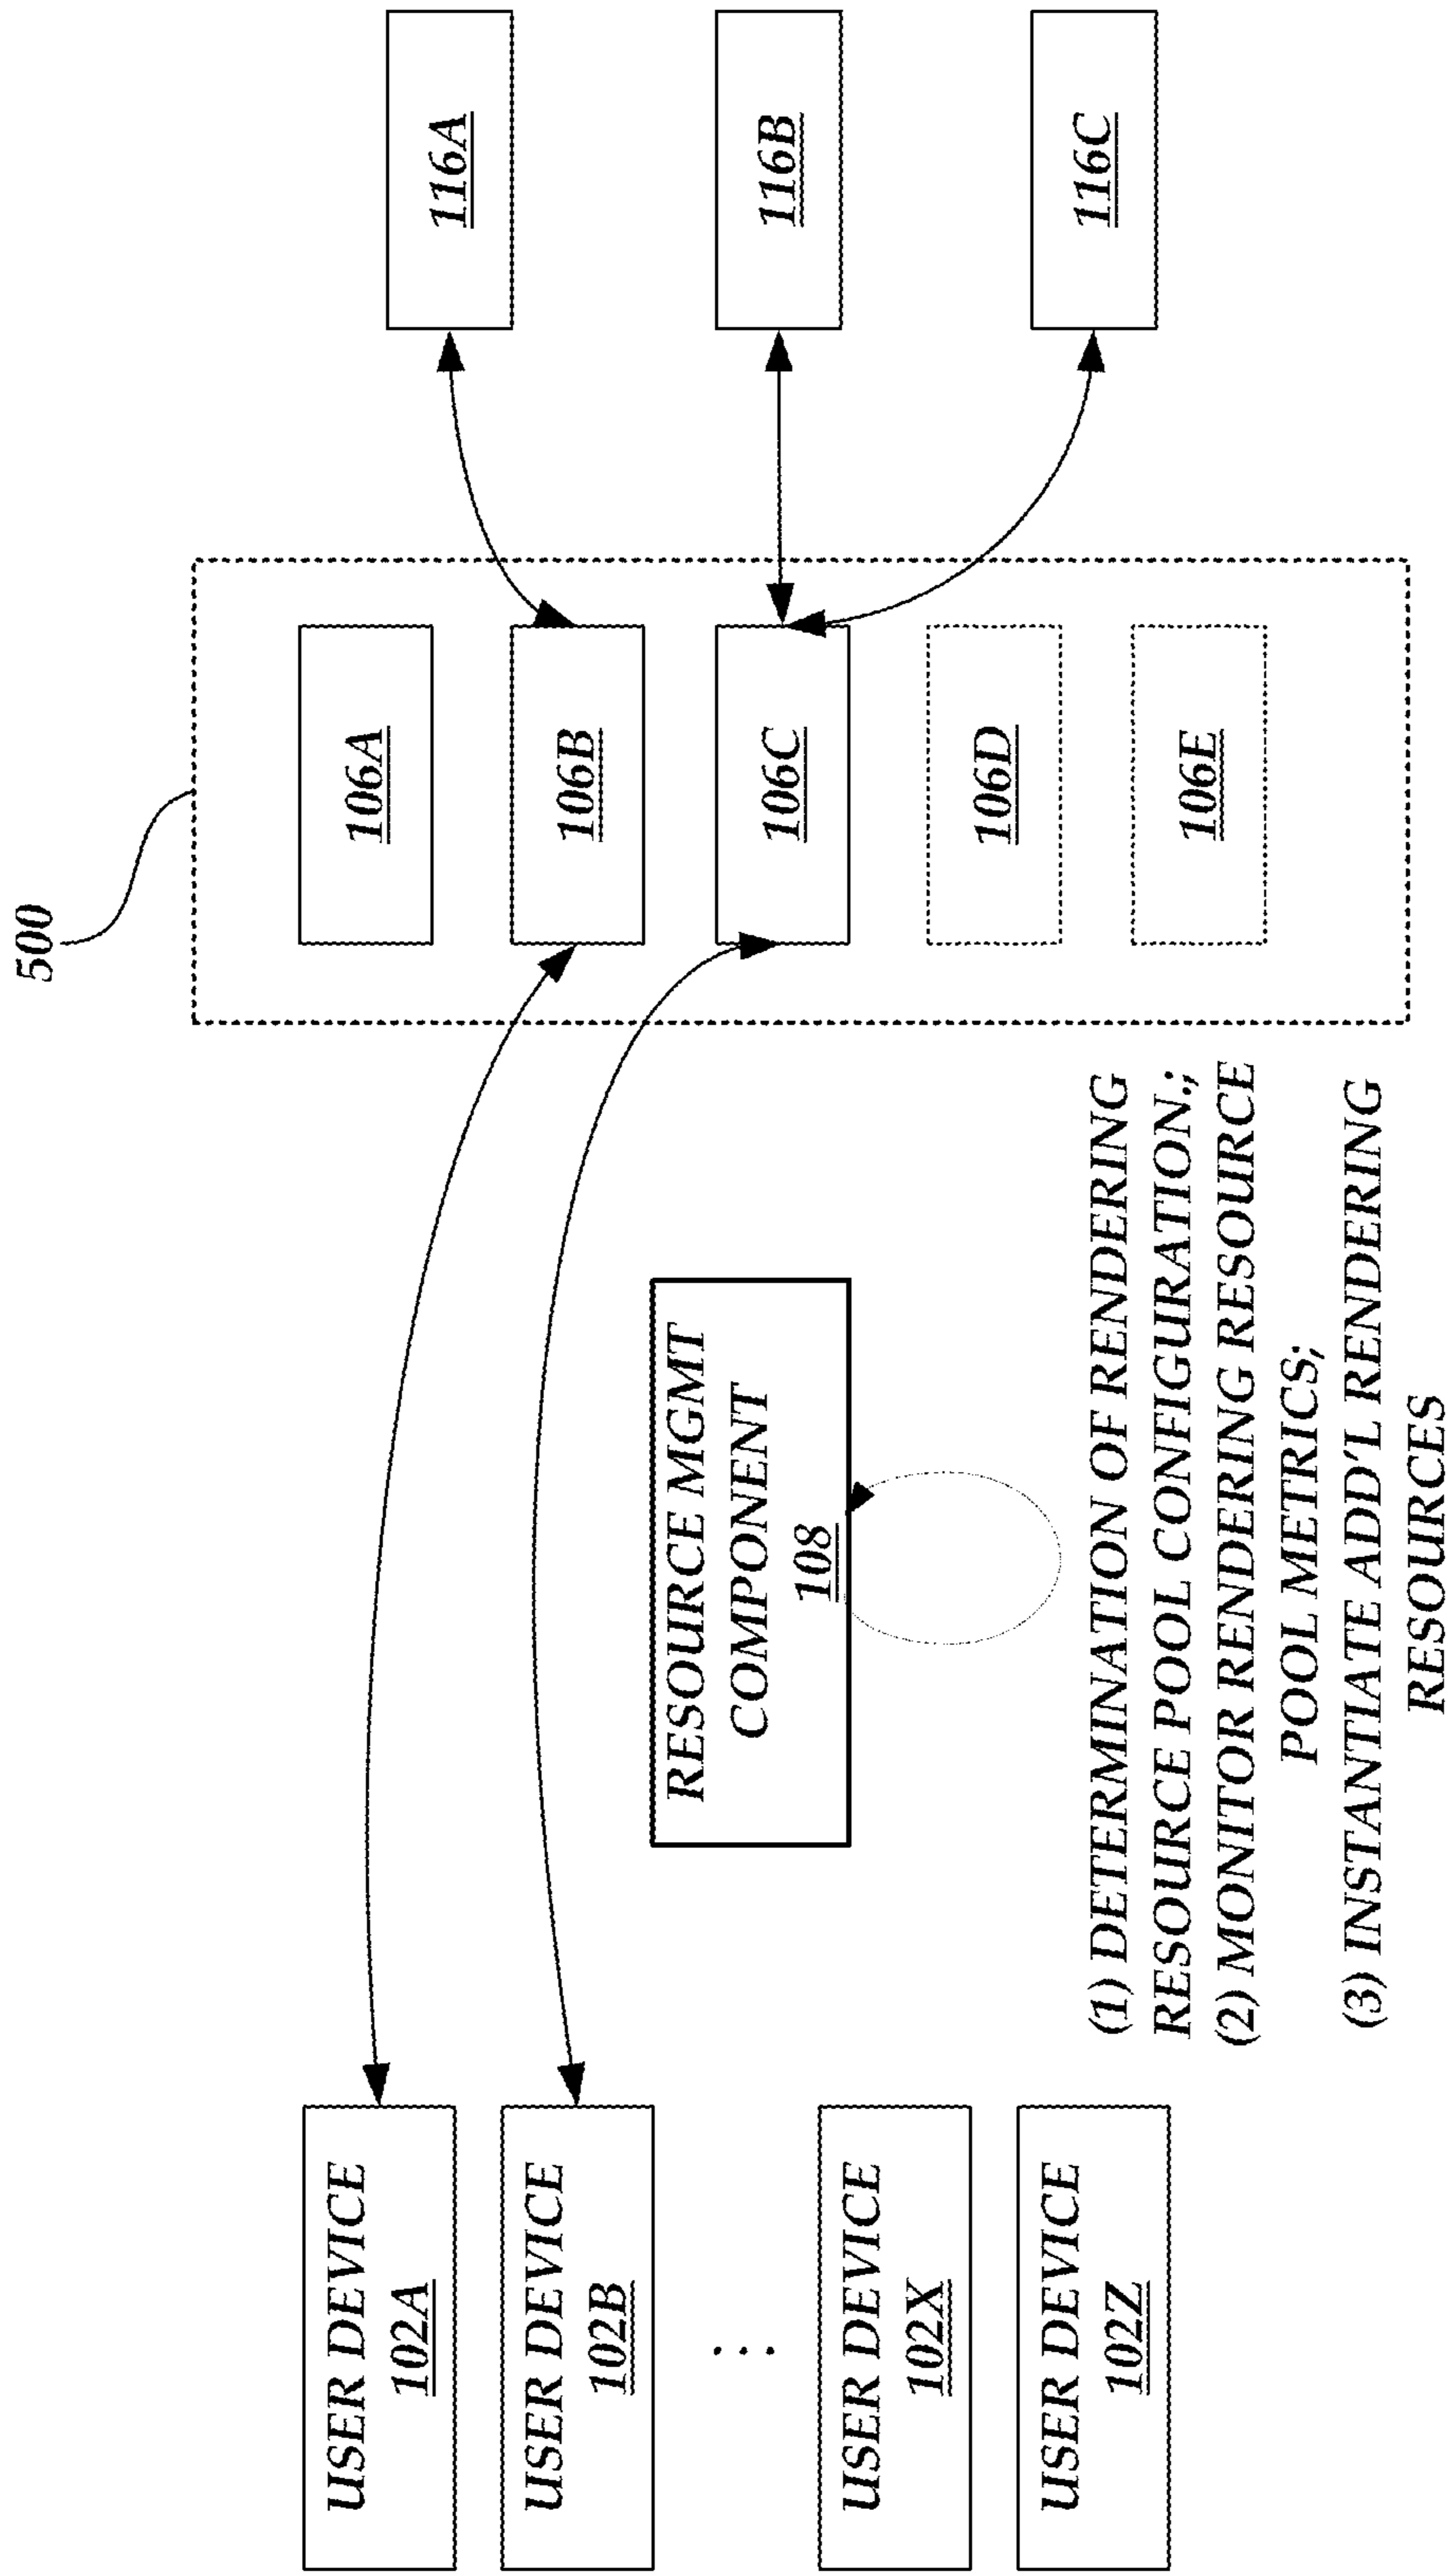 500
USER DEVICE
102A
USER DEVICE
102B
...
USER DEVICE
102X
USER DEVICE
102Z
RESOURCE MGMT
COMPONENT
108
(1) DETERMINATION OF RENDERING
RESOURCE POOL CONFIGURATION.;
(2) MONITOR RENDERING RESOURCE
POOL METRICS;
(3) INSTANTIATE ADD'L RENDERING
RESOURCES
106A
106B
106C
106D
106E
116A
116B
116C